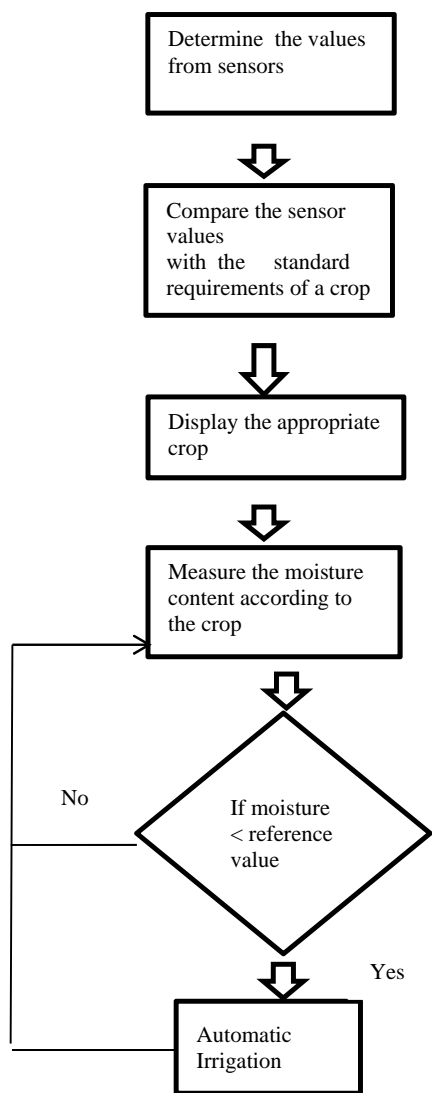 Determine the values
from sensors
Compare the sensor
values
with the standard
requirements of a crop
Display the appropriate
crop
Measure the moisture
content according to
the crop
No
If moisture
< reference
value
Yes
Automatic
Irrigation